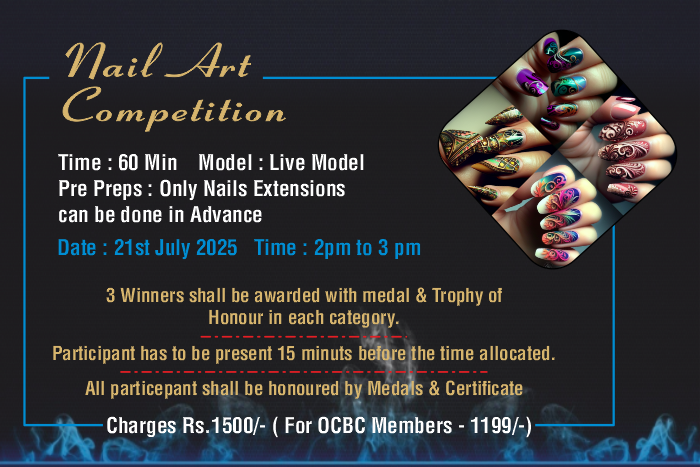 Nail Art
Competition
Time : 60 Min Model : Live Model
Pre Preps : Only Nails Extensions
can be done in Advance
Date : 21st July 2025 Time : 2pm to 3 pm
3 Winners shall be awarded with medal & Trophy of
Honour in each category.
Participant has to be present 15 minuts before the time allocated.
All particepant shall be honoured by Medals & Certificate
Charges Rs.1500/- ( For OCBC Members - 1199/-)